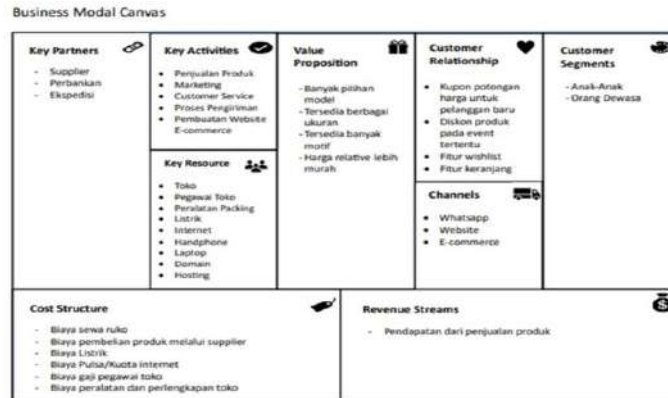 Business Modal Canvas
Key Partners
- Supplier
- Perbankan
- Ekspedisi
Key Activities
• Penjualan Produk
• Marketing
• Customer Service
• Proses Pengiriman
• Pembuatan Website
E-commerce
Key Resource
• Toko
• Pegawai Toko
• Peralatan Packing
• Listrik
• Internet
• Handphone
• Laptop
• Domain
• Hosting
Value
Proposition
- Banyak pilihan
model
- Tersedia berbagai
ukuran
- Tersedia banyak
motif
- Harga relative lebih
murah
Customer
Relationship
• Kupon potongan
harga untuk
pelanggan baru
• Diskon produk
pada event
tertentu
• Fitur wishlist
• Fitur keranjang
Channels
• Whatsapp
• Website
• E-commerce
Customer
Segments
- Anak-Anak
- Orang Dewasa
Cost Structure
- Biaya sewa ruko
- Biaya pembelian produk melalui supplier
- Biaya Listrik
- Biaya Pulsa/Kuota internet
- Biaya gaji pegawai toko
- Biaya peralatan dan perlengkapan toko
Revenue Streams
- Pendapatan dari penjualan produk